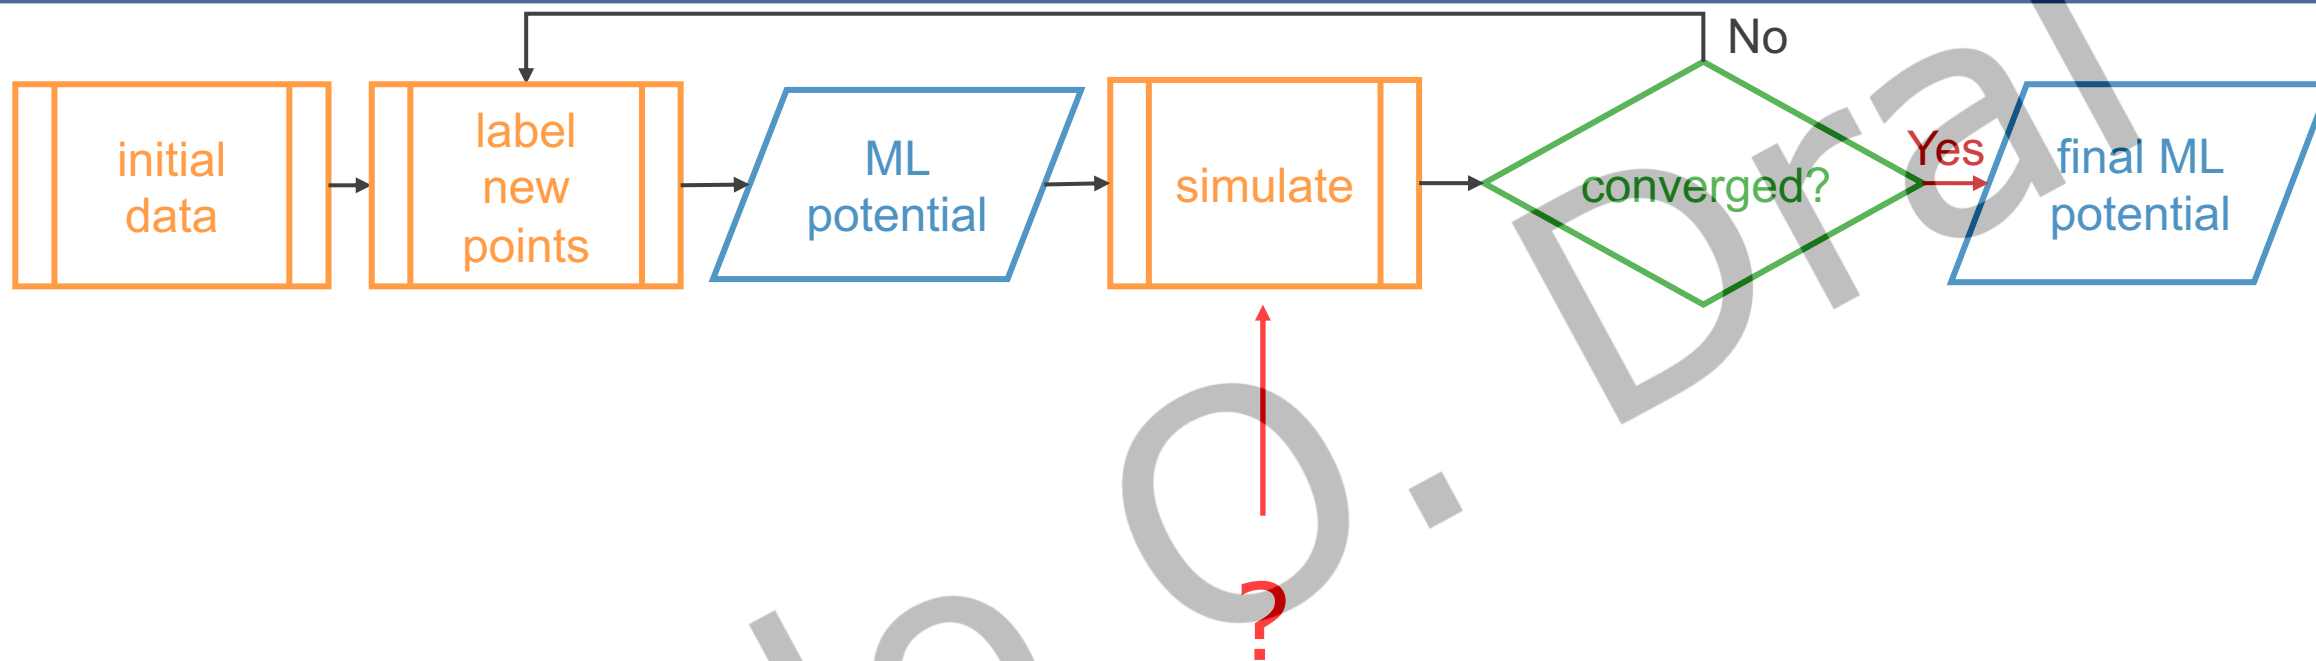 No
initial
data
label
new
points
ML
potential
simulate
converged?
Yes
final ML
potential
?
O. Dral